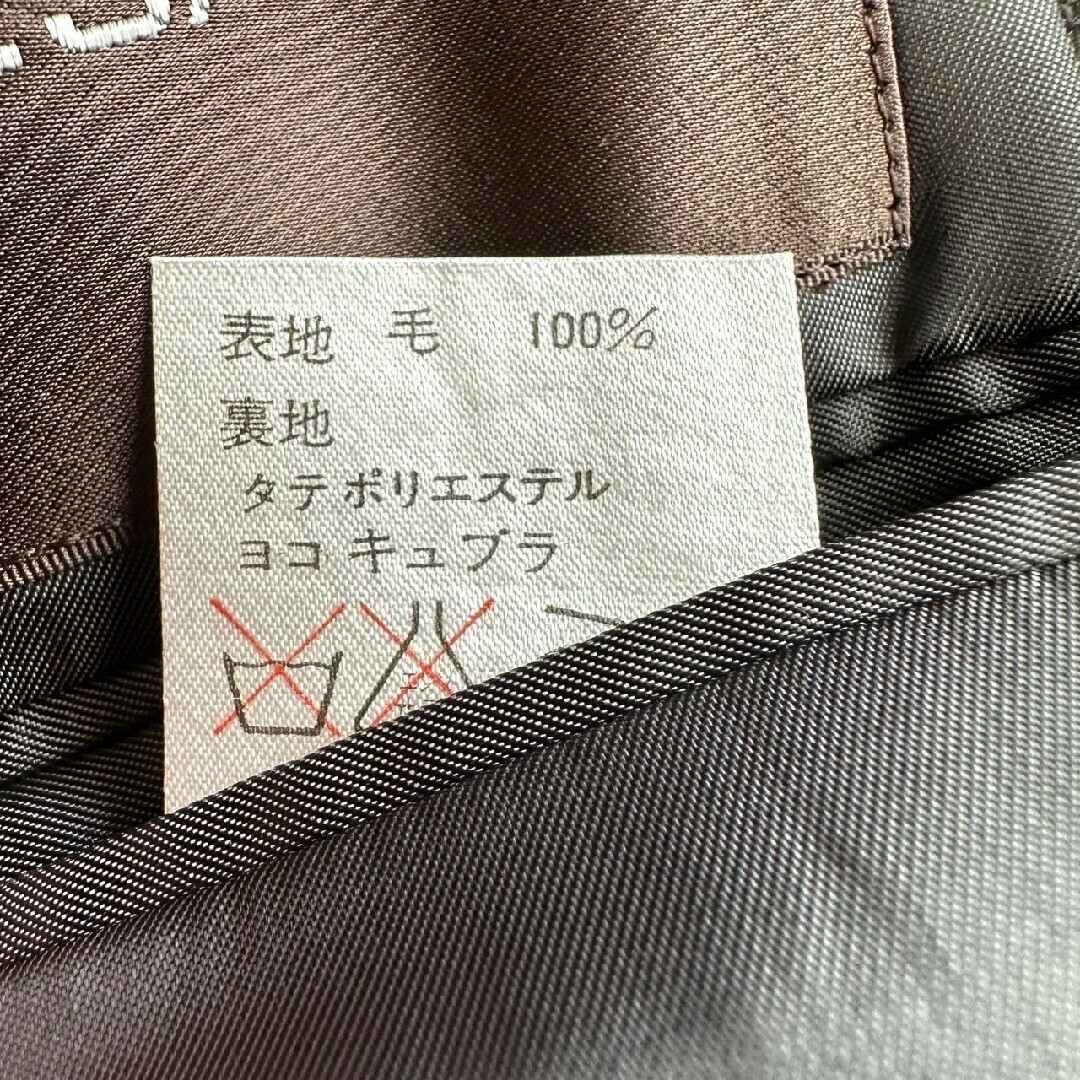 表地 毛 100%
裏地
タテ ポリエステル
ヨコ キュプラ